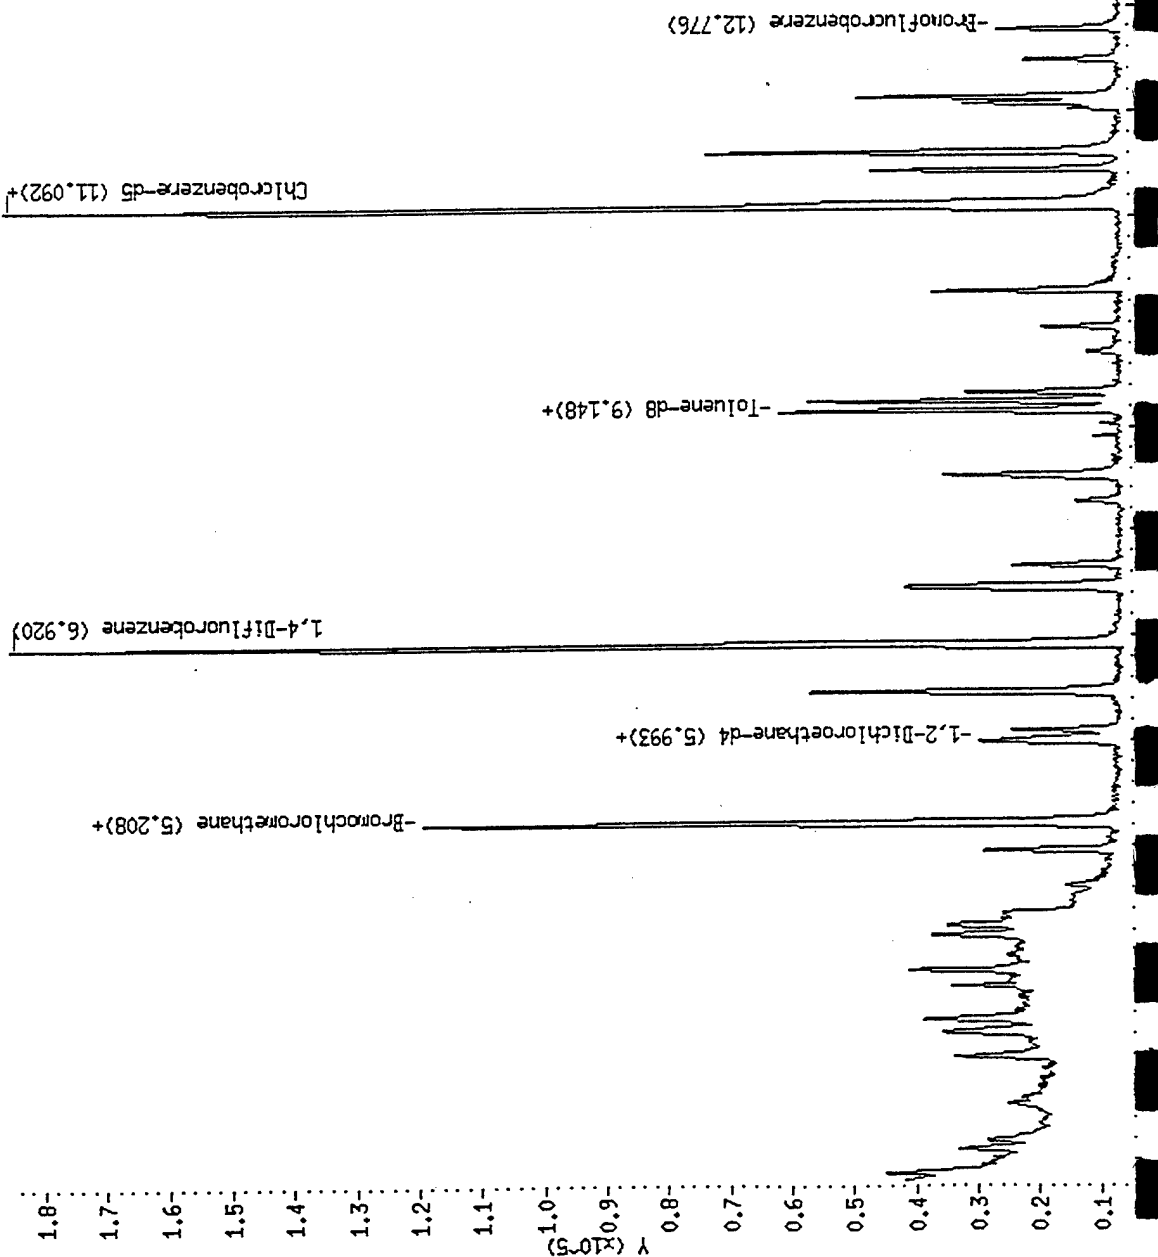 -Bromofluorobenzene (12.776)
Chlorobenzene-d5 (11.092)+
-Toluene-d8 (9.148)+
1,4-Difluorobenzene (6.920)
-1,2-Dichloroethane-d4 (5.993)+
-Bromochloromethane (5.208)+
Y (x10^5)
1.8-
1.7-
1.6-
1.5-
1.4-
1.3-
1.2-
1.1-
1.0-
0.9-
0.8-
0.7-
0.6-
0.5-
0.4-
0.3-
0.2-
0.1-